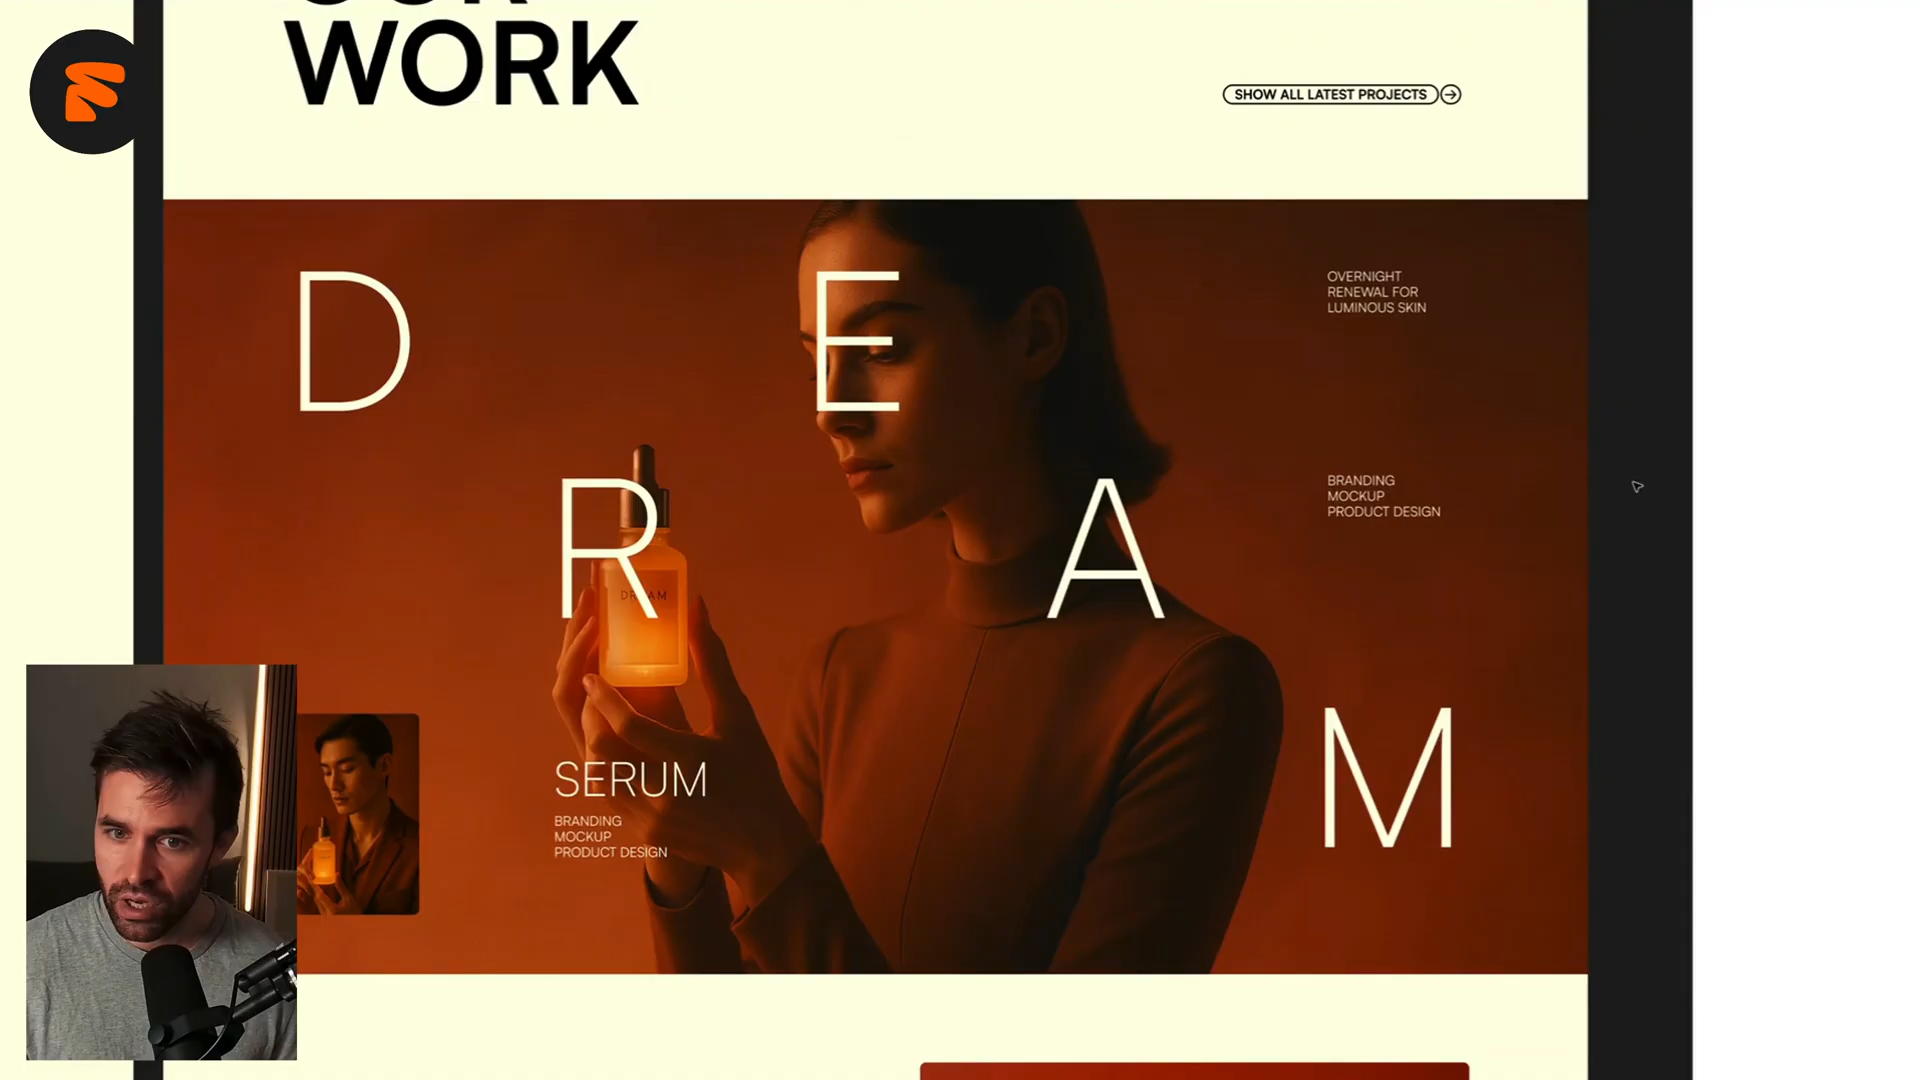 WORK
SHOW ALL LATEST PROJECTS
D
E
OVERNIGHT
RENEWAL FOR
LUMINOUS SKIN
R
A
BRANDING
MOCKUP
PRODUCT DESIGN
M
SERUM
BRANDING
MOCKUP
PRODUCT DESIGN